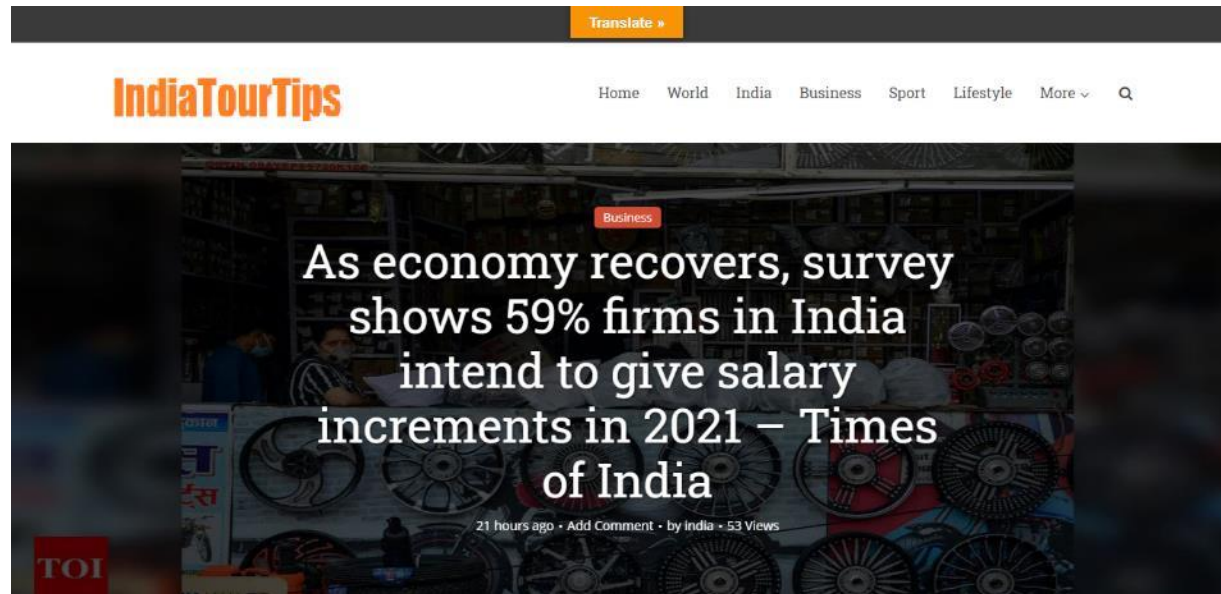 Translate »
IndiaTourTips
Home World India Business Sport Lifestyle More
Business
As economy recovers, survey
shows 59% firms in India
intend to give salary
increments in 2021 – Times
of India
21 hours ago • Add Comment • by india • 53 Views
TOI